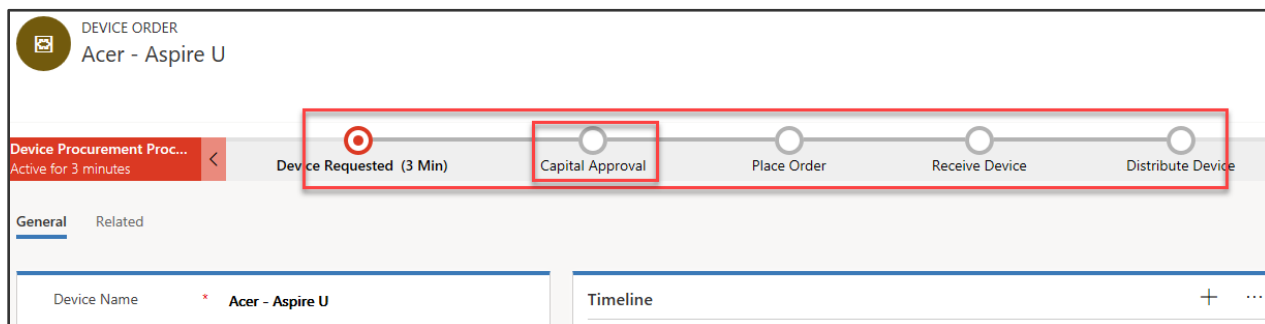 DEVICE ORDER
Acer - Aspire U
Device Procurement Proc...
Active for 3 minutes
Device Requested (3 Min)
Capital Approval
Place Order
Receive Device
Distribute Device
General
Related
Device Name * Acer - Aspire U
Timeline